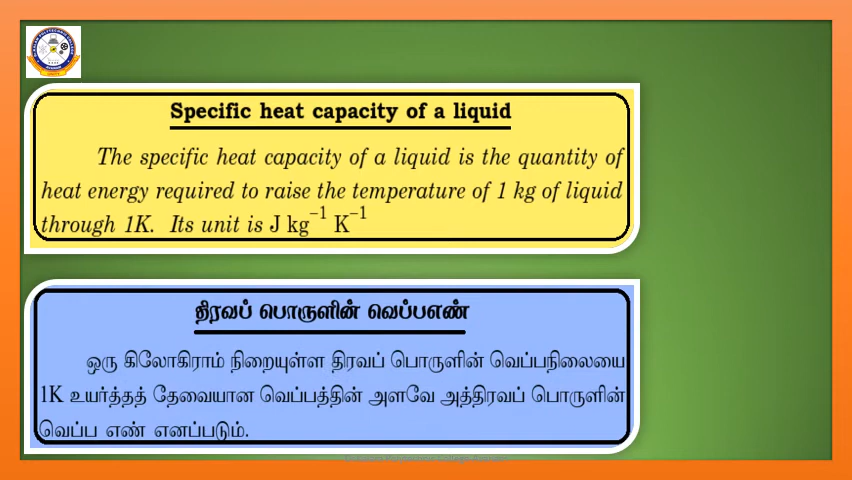 Specific heat capacity of a liquid
The specific heat capacity of a liquid is the quantity of
heat energy required to raise the temperature of 1 kg of liquid
through 1K. Its unit is J kg⁻¹ K⁻¹
திரவப் பொருளின் வெப்பஎண்
ஒரு கிலோகிராம் நிறையுள்ள திரவப் பொருளின் வெப்பநிலையை
1K உயர்த்தத் தேவையான வெப்பத்தின் அளவே அத்திரவப் பொருளின்
வெப்ப எண் எனப்படும்.